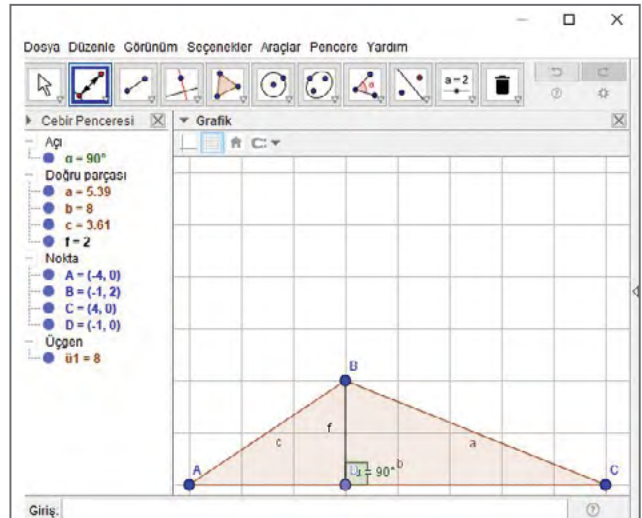 Dosya Düzenle Görünüm Seçenekler Araçlar Pencere Yardım
a=2
Cebir Penceresi
Grafik
Açı
α = 90°
Doğru parçası
a = 5.39
b = 8
c = 3.61
f = 2
Nokta
A = (-4, 0)
B = (-1, 2)
C = (4, 0)
D = (-1, 0)
Üçgen
ü1 = 8
B
f
c
a
A
D
α = 90°
b
C
Giriş: